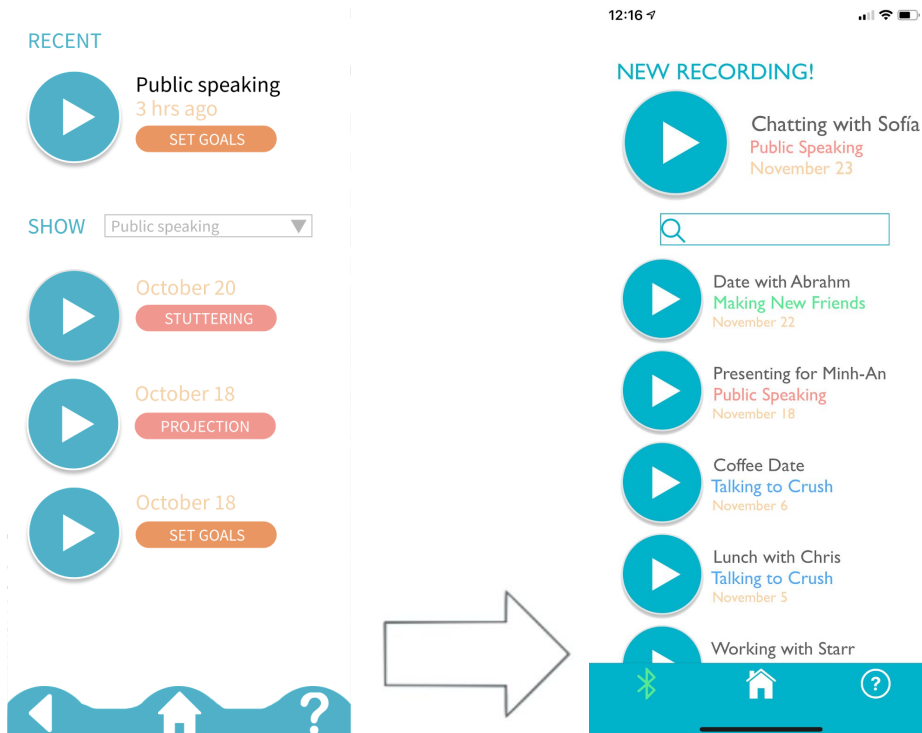 RECENT
Public speaking
3 hrs ago
SET GOALS
SHOW
Public speaking
October 20
STUTTERING
October 18
PROJECTION
October 18
SET GOALS
?
12:16
NEW RECORDING!
Chatting with Sofía
Public Speaking
November 23
Date with Abrahm
Making New Friends
November 22
Presenting for Minh-An
Public Speaking
November 18
Coffee Date
Talking to Crush
November 6
Lunch with Chris
Talking to Crush
November 5
Working with Starr
?